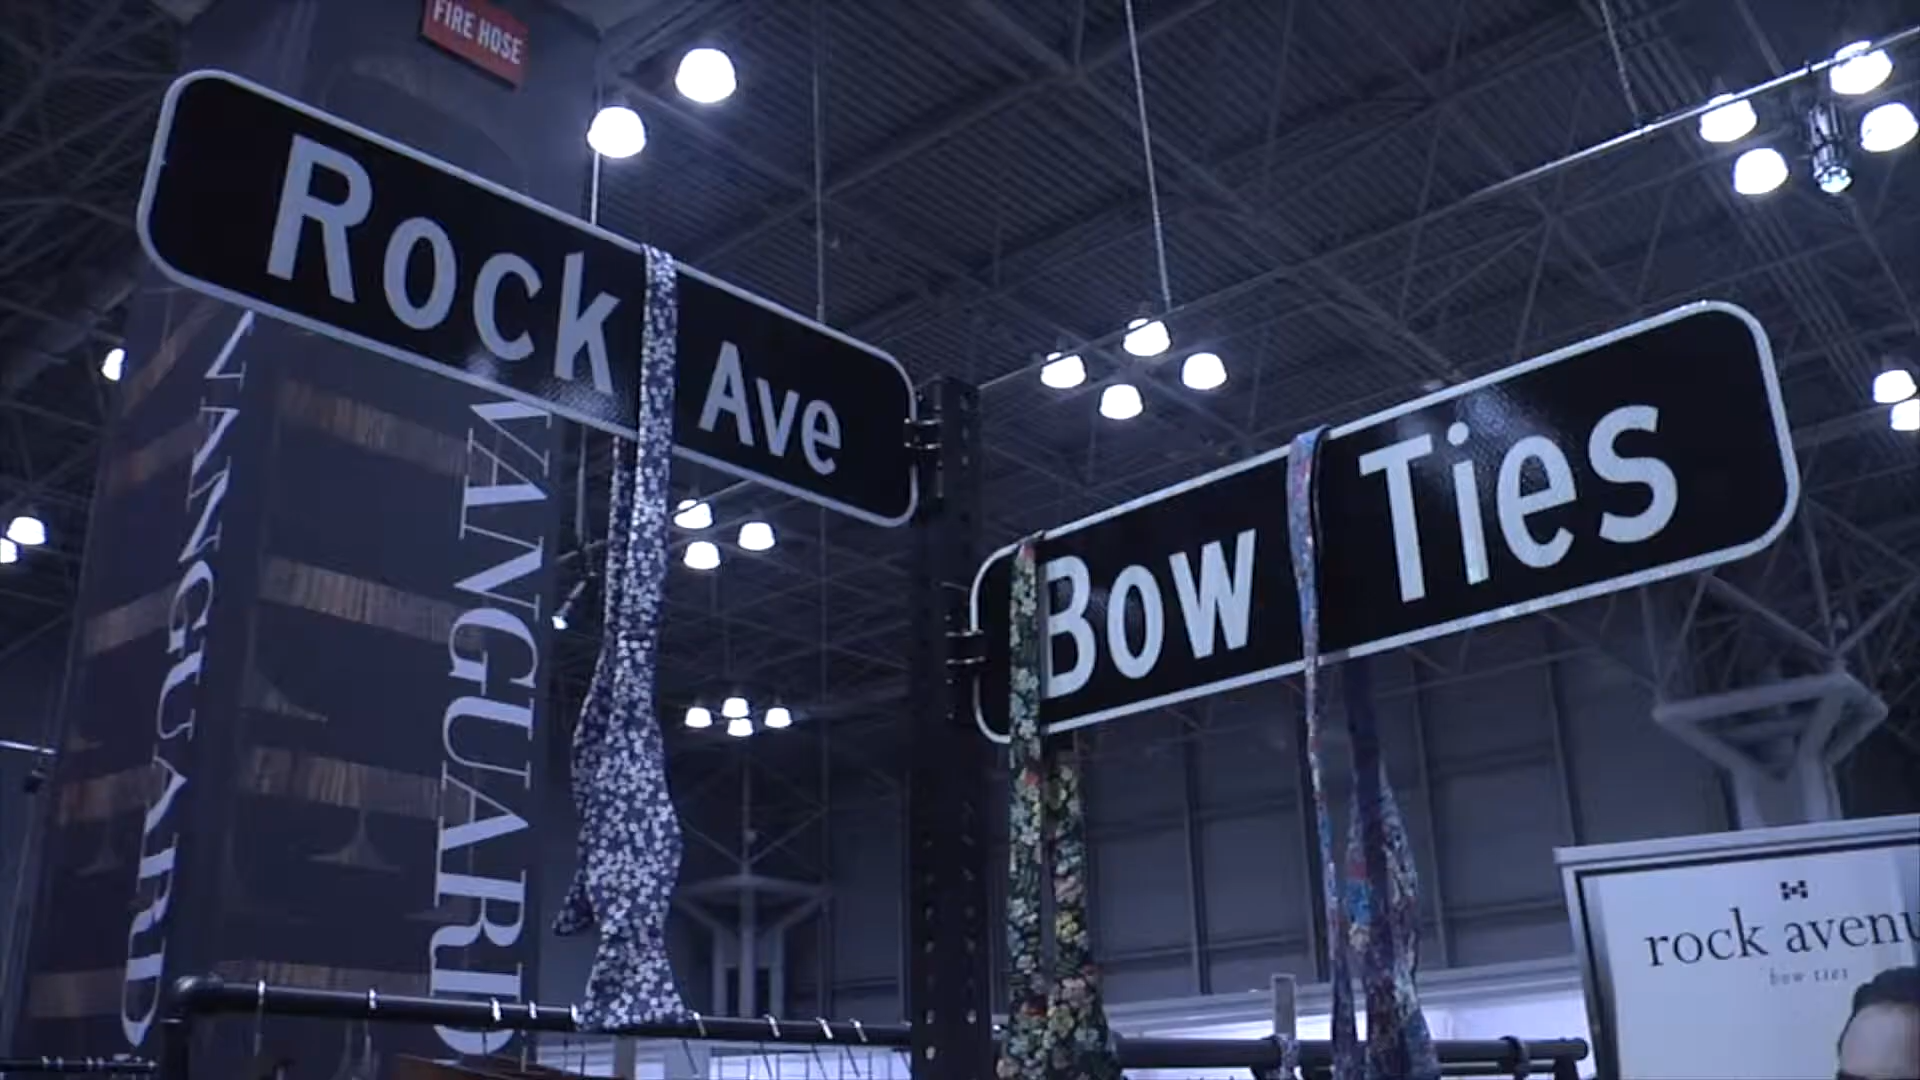 FIRE HOSE
Rock Ave
Bow Ties
VANGUARD
VANGUARD
rock avenu
bow ties